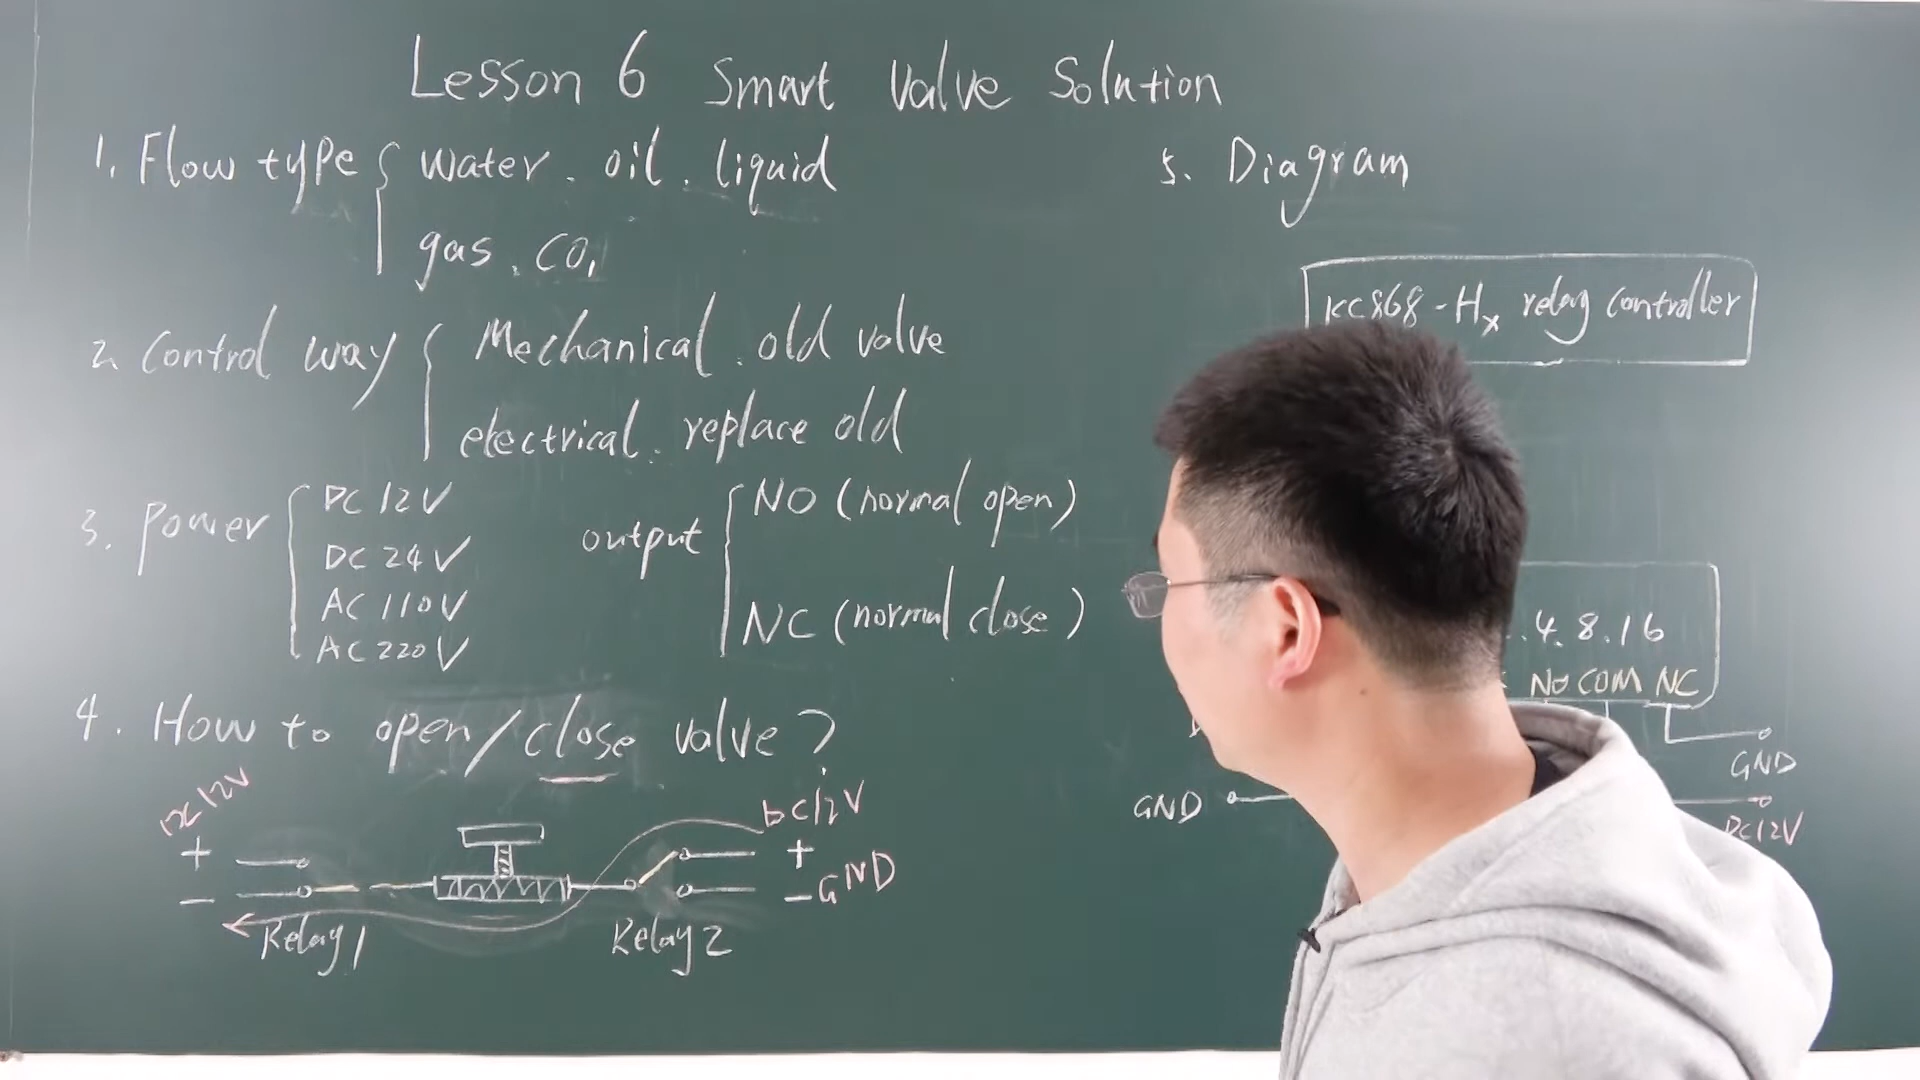 Lesson 6 Smart Valve Solution
1. Flow type { water. oil. liquid
gas. CO,
2. Control way { Mechanical. old valve
electrical. replace old
3. power { DC 12V
DC 24V
AC 110V
AC 220V
output { NO (normal open)
NC (normal close)
4. How to open/close valve?
DC12V
+
-
Relay 1
Relay 2
DC12V
+
- GND
5. Diagram
KC868-Hx relay controller
.4.8.16
NO COM NC
GND
GND
DC12V